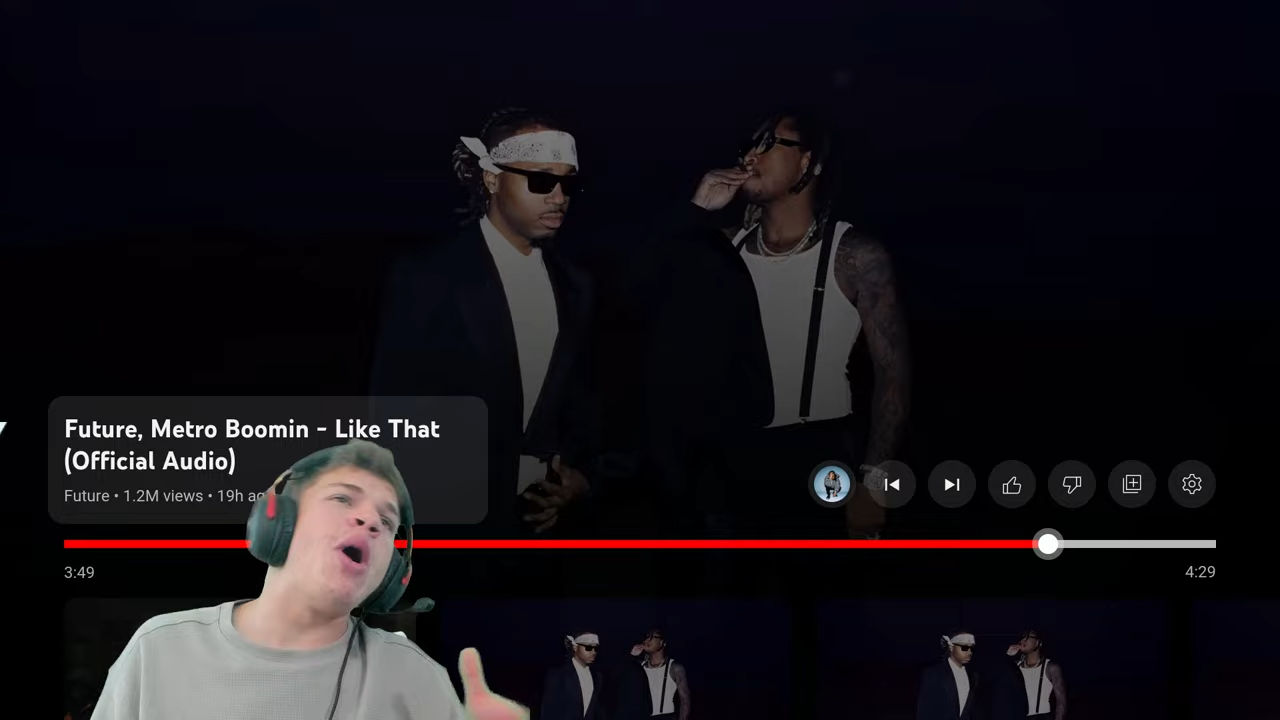 Future, Metro Boomin - Like That
(Official Audio)
Future • 1.2M views • 19h
3:49
4:29